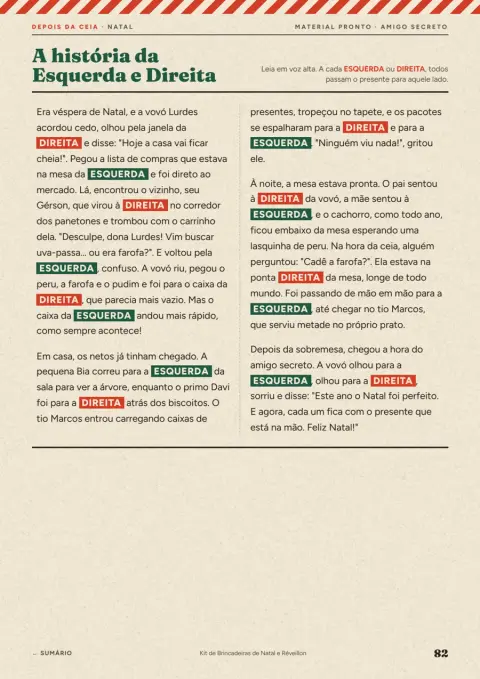 DEPOIS DA CEIA · NATAL
MATERIAL PRONTO · AMIGO SECRETO
A história da
Esquerda e Direita
Leia em voz alta. A cada ESQUERDA ou DIREITA, todos
passam o presente para aquele lado.
Era véspera de Natal, e a vovó Lurdes
acordou cedo, olhou pela janela da
DIREITA e disse: "Hoje a casa vai ficar
cheia!". Pegou a lista de compras que estava
na mesa da ESQUERDA e foi direto ao
mercado. Lá, encontrou o vizinho, seu
Gérson, que virou à DIREITA no corredor
dos panetones e trombou com o carrinho
dela. "Desculpe, dona Lurdes! Vim buscar
uva-passa... ou era farofa?". E voltou pela
ESQUERDA, confuso. A vovó riu, pegou o
peru, a farofa e o pudim e foi para o caixa da
DIREITA, que parecia mais vazio. Mas o
caixa da ESQUERDA andou mais rápido,
como sempre acontece!
Em casa, os netos já tinham chegado. A
pequena Bia correu para a ESQUERDA da
sala para ver a árvore, enquanto o primo Davi
foi para a DIREITA atrás dos biscoitos. O
tio Marcos entrou carregando caixas de
presentes, tropeçou no tapete, e os pacotes
se espalharam para a DIREITA e para a
ESQUERDA. "Ninguém viu nada!", gritou
ele.
À noite, a mesa estava pronta. O pai sentou
à DIREITA da vovó, a mãe sentou à
ESQUERDA, e o cachorro, como todo ano,
ficou embaixo da mesa esperando uma
lasquinha de peru. Na hora da ceia, alguém
perguntou: "Cadê a farofa?". Ela estava na
ponta DIREITA da mesa, longe de todo
mundo. Foi passando de mão em mão para a
ESQUERDA, até chegar no tio Marcos,
que serviu metade no próprio prato.
Depois da sobremesa, chegou a hora do
amigo secreto. A vovó olhou para a
ESQUERDA, olhou para a DIREITA,
sorriu e disse: "Este ano o Natal foi perfeito.
E agora, cada um fica com o presente que
está na mão. Feliz Natal!"
← SUMÁRIO
Kit de Brincadeiras de Natal e Réveillon
82